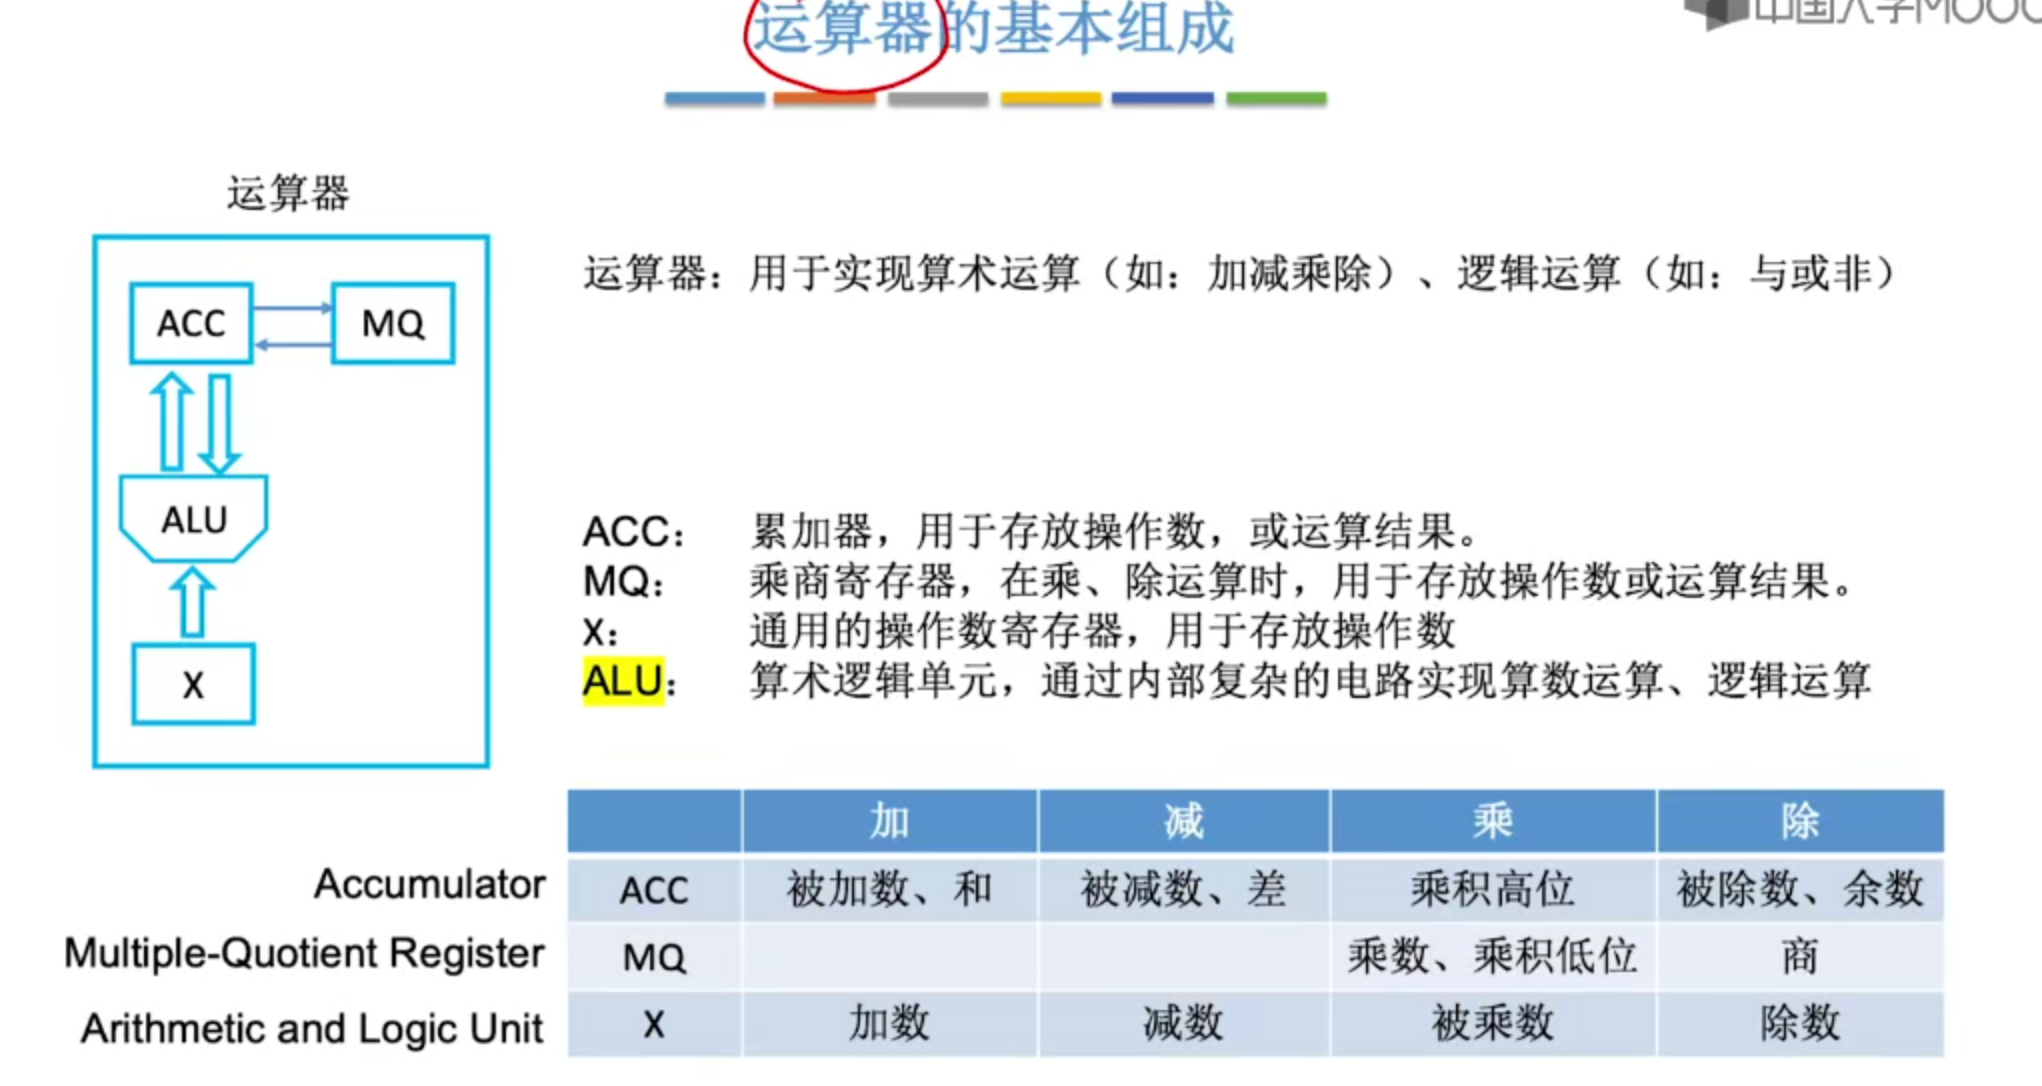 运算器的基本组成
中国大学MOOC
运算器
ACC
MQ
ALU
X
运算器：用于实现算术运算（如：加减乘除）、逻辑运算（如：与或非）
ACC： 累加器，用于存放操作数，或运算结果。
MQ： 乘商寄存器，在乘、除运算时，用于存放操作数或运算结果。
X： 通用的操作数寄存器，用于存放操作数
ALU： 算术逻辑单元，通过内部复杂的电路实现算数运算、逻辑运算
加 减 乘 除
Accumulator ACC 被加数、和 被减数、差 乘积高位 被除数、余数
Multiple-Quotient Register MQ 乘数、乘积低位 商
Arithmetic and Logic Unit X 加数 减数 被乘数 除数